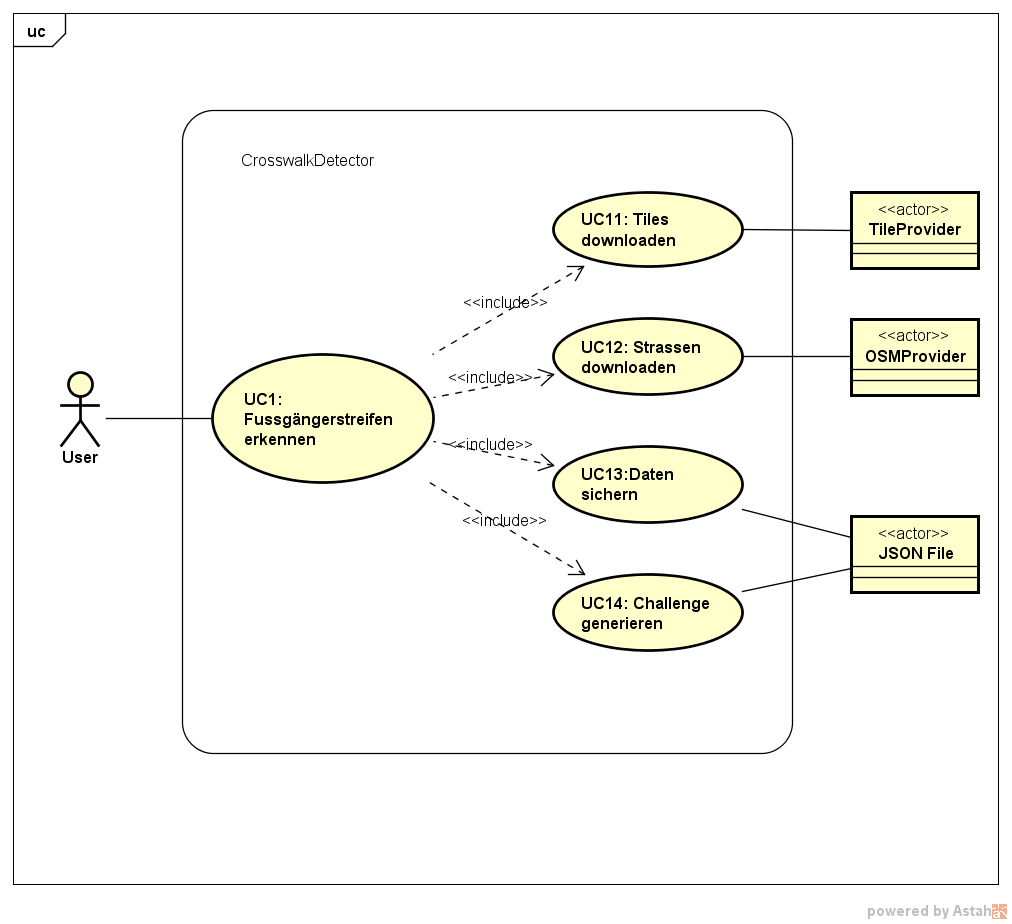 uc
CrosswalkDetector
UC11: Tiles
downloaden
<<actor>>
TileProvider
<<include>>
UC12: Strassen
downloaden
<<actor>>
OSMProvider
<<include>>
UC1:
Fussgängerstreifen
erkennen
User
<<include>>
UC13:Daten
sichern
<<include>>
<<actor>>
JSON File
UC14: Challenge
generieren
powered by Astah